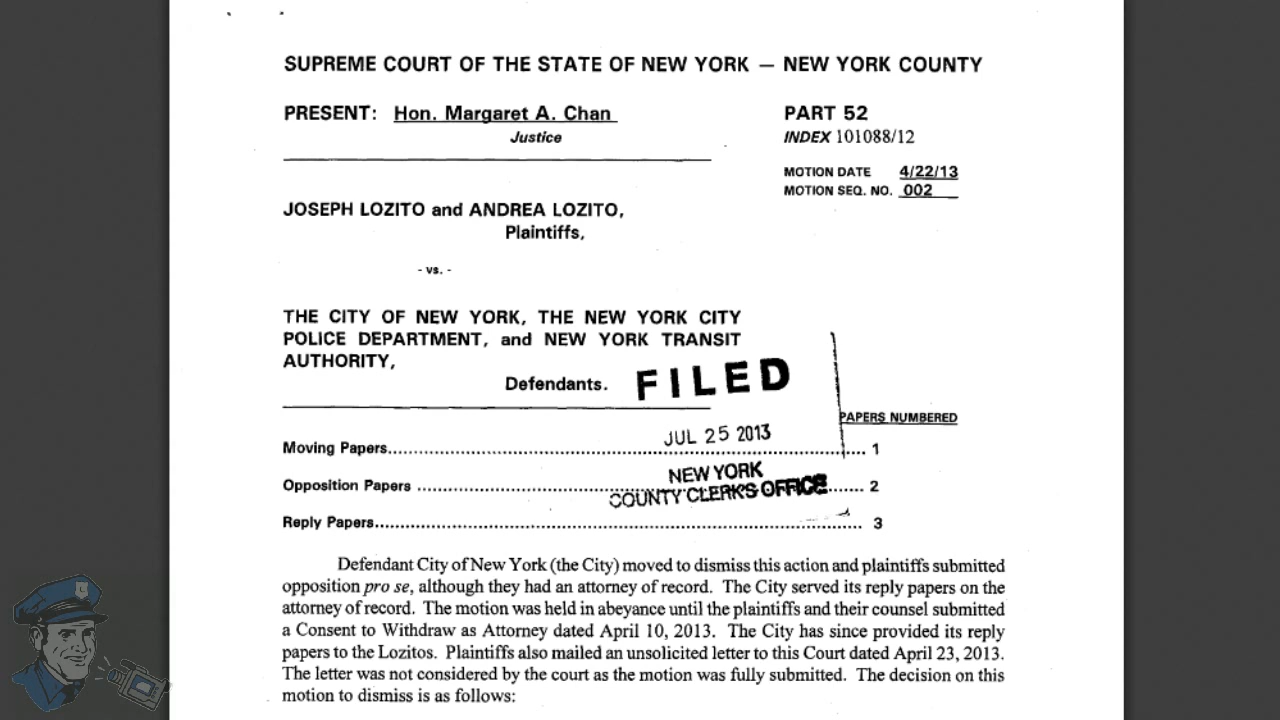 SUPREME COURT OF THE STATE OF NEW YORK — NEW YORK COUNTY
PRESENT: Hon. Margaret A. Chan
Justice
PART 52
INDEX 101088/12
MOTION DATE 4/22/13
MOTION SEQ. NO. 002
JOSEPH LOZITO and ANDREA LOZITO,
Plaintiffs,
- vs. -
THE CITY OF NEW YORK, THE NEW YORK CITY
POLICE DEPARTMENT, and NEW YORK TRANSIT
AUTHORITY,
Defendants.
FILED
JUL 25 2013
NEW YORK
COUNTY CLERK'S OFFICE
PAPERS NUMBERED
Moving Papers.......................................................................................... 1
Opposition Papers .................................................................................... 2
Reply Papers............................................................................................ 3
Defendant City of New York (the City) moved to dismiss this action and plaintiffs submitted
opposition pro se, although they had an attorney of record. The City served its reply papers on the
attorney of record. The motion was held in abeyance until the plaintiffs and their counsel submitted
a Consent to Withdraw as Attorney dated April 10, 2013. The City has since provided its reply
papers to the Lozitos. Plaintiffs also mailed an unsolicited letter to this Court dated April 23, 2013.
The letter was not considered by the court as the motion was fully submitted. The decision on this
motion to dismiss is as follows: